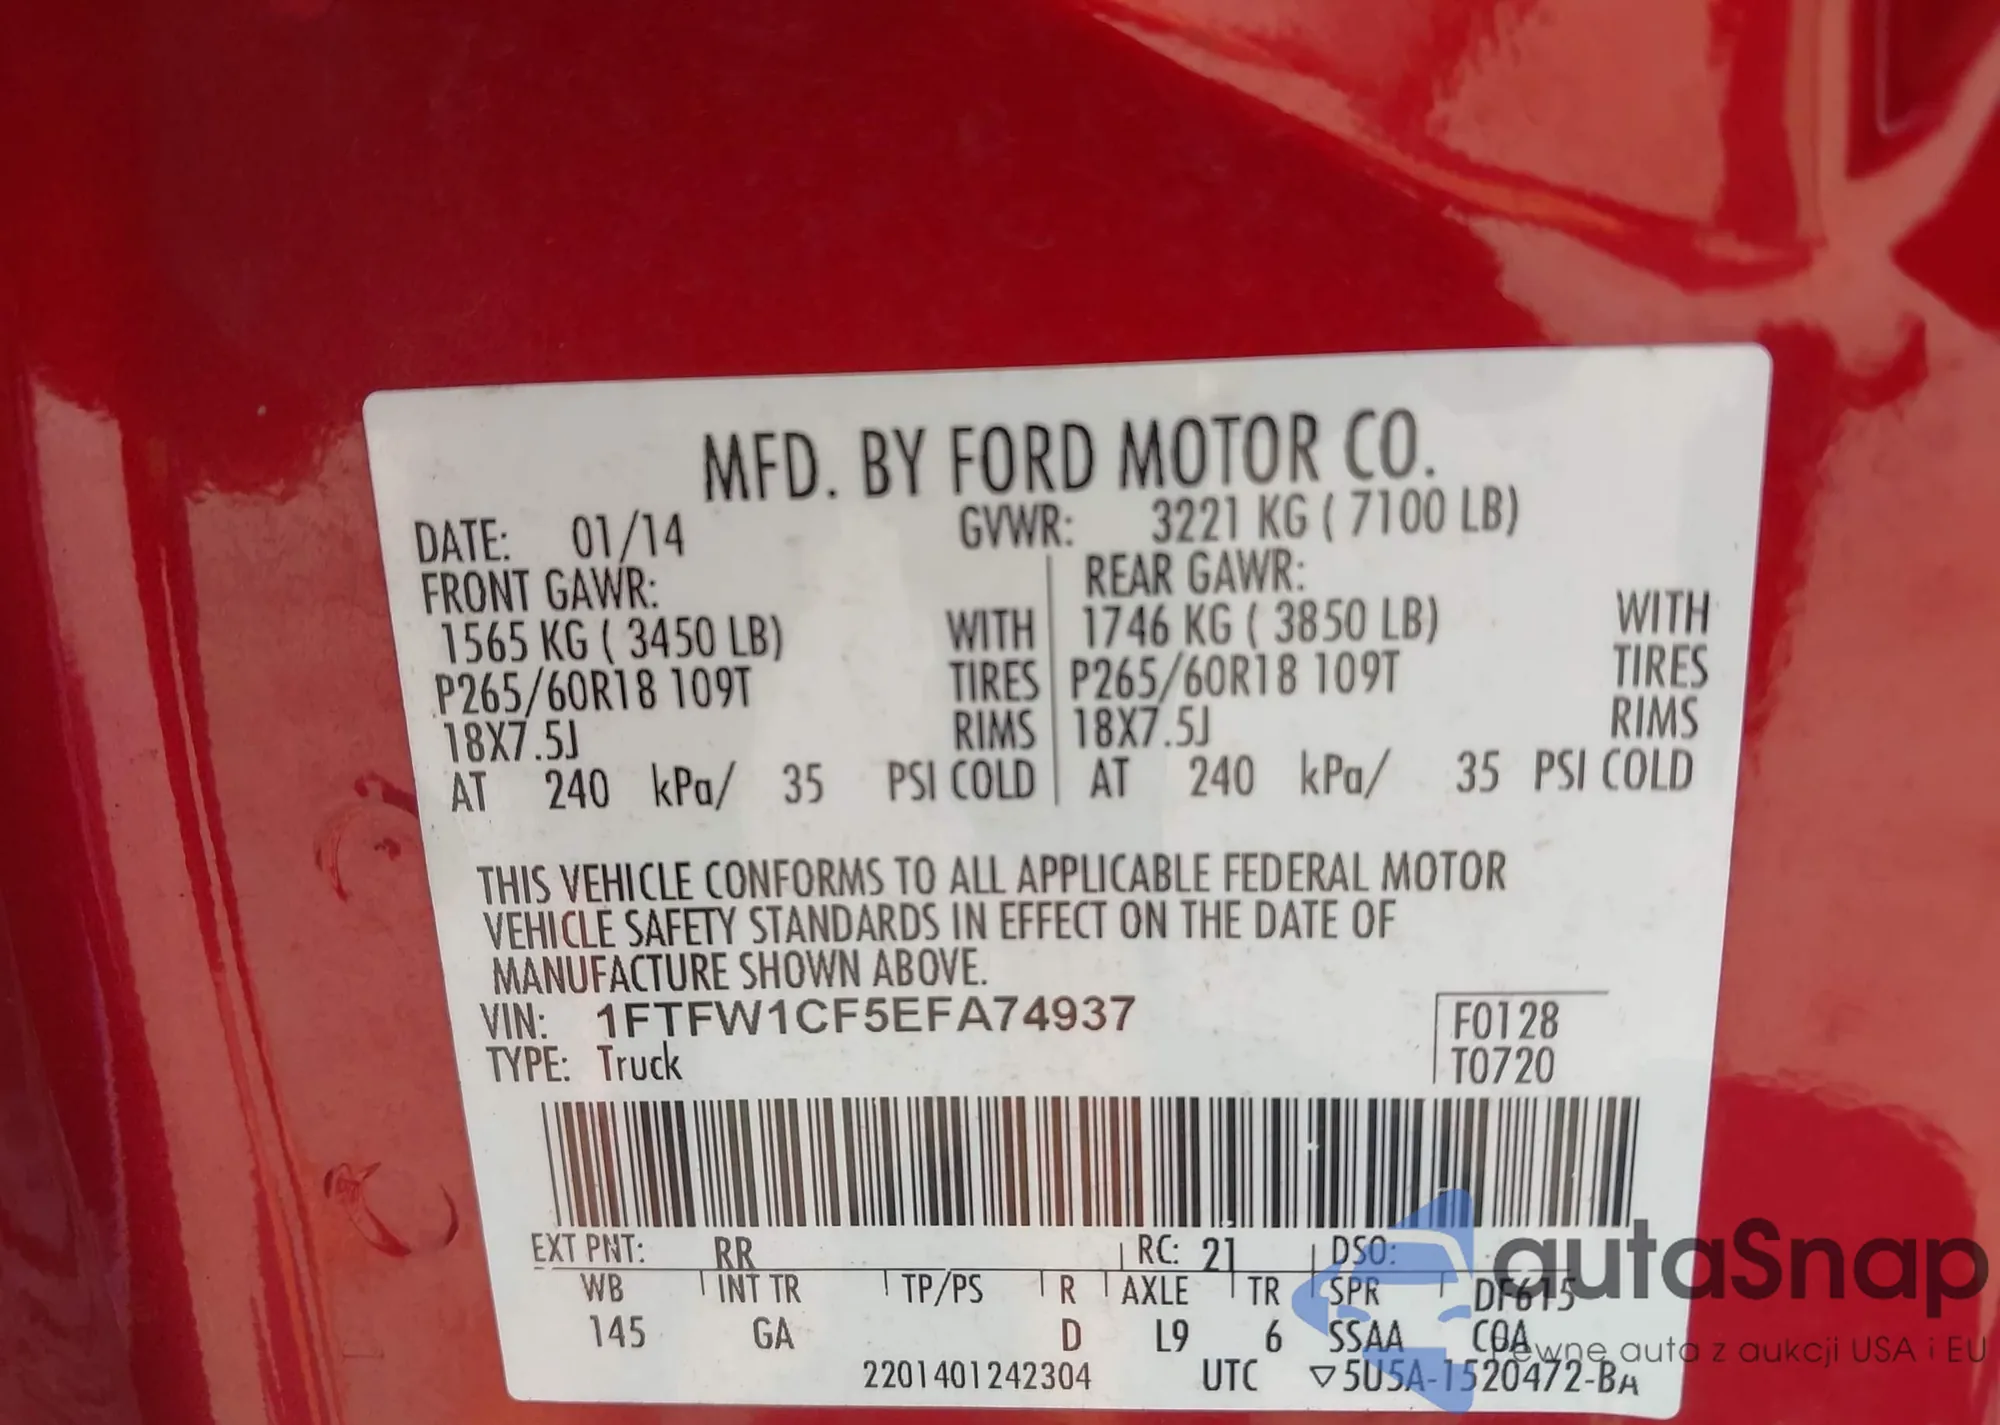 MFD. BY FORD MOTOR CO.
DATE: 01/14 GVWR: 3221 KG ( 7100 LB)
FRONT GAWR: REAR GAWR:
1565 KG ( 3450 LB) WITH 1746 KG ( 3850 LB) WITH
P265/60R18 109T TIRES P265/60R18 109T TIRES
18X7.5J RIMS 18X7.5J RIMS
AT 240 kPa/ 35 PSI COLD AT 240 kPa/ 35 PSI COLD
THIS VEHICLE CONFORMS TO ALL APPLICABLE FEDERAL MOTOR
VEHICLE SAFETY STANDARDS IN EFFECT ON THE DATE OF
MANUFACTURE SHOWN ABOVE.
VIN: 1FTFW1CF5EFA74937 F0128
TYPE: Truck T0720
EXT PNT: RR RC: 21 DSO:
WB INT TR TP/PS R AXLE TR SPR DF615
145 GA D L9 6 SSAA C0A
2201401242304 UTC ▽5U5A-1520472-BA
autaSnap
Pewne auta z aukcji USA i EU